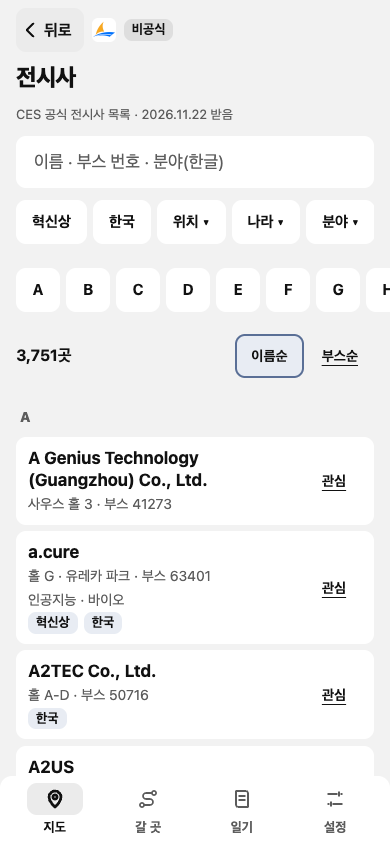 뒤로
비공식
전시사
CES 공식 전시사 목록 · 2026.11.22 받음
이름 · 부스 번호 · 분야(한글)
혁신상 한국 위치 ▾ 나라 ▾ 분야 ▾
A B C D E F G H
3,751곳 이름순 부스순
A
A Genius Technology
(Guangzhou) Co., Ltd.
사우스 홀 3 · 부스 41273
관심
a.cure
홀 G · 유레카 파크 · 부스 63401
인공지능 · 바이오
혁신상 한국
관심
A2TEC Co., Ltd.
홀 A-D · 부스 50716
한국
관심
A2US
지도 갈 곳 일기 설정